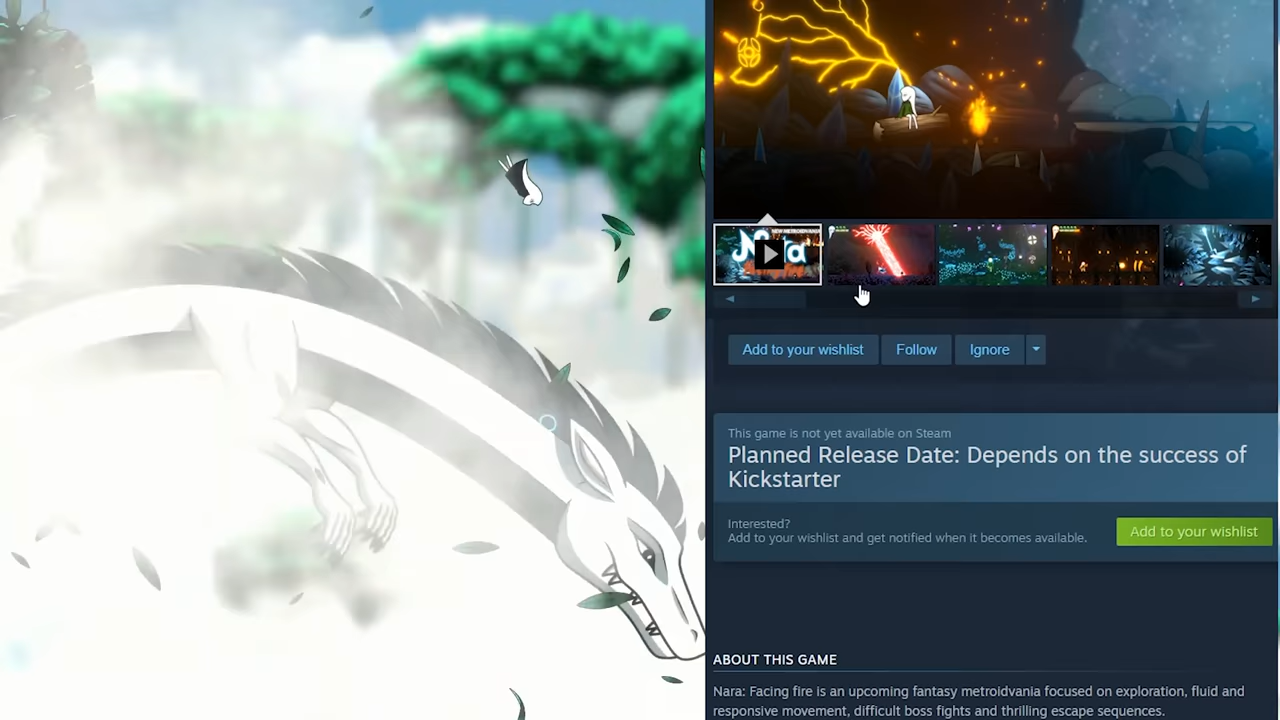 Nara
Add to your wishlist
Follow
Ignore
This game is not yet available on Steam
Planned Release Date: Depends on the success of
Kickstarter
Interested?
Add to your wishlist and get notified when it becomes available.
Add to your wishlist
ABOUT THIS GAME
Nara: Facing fire is an upcoming fantasy metroidvania focused on exploration, fluid and
responsive movement, difficult boss fights and thrilling escape sequences.